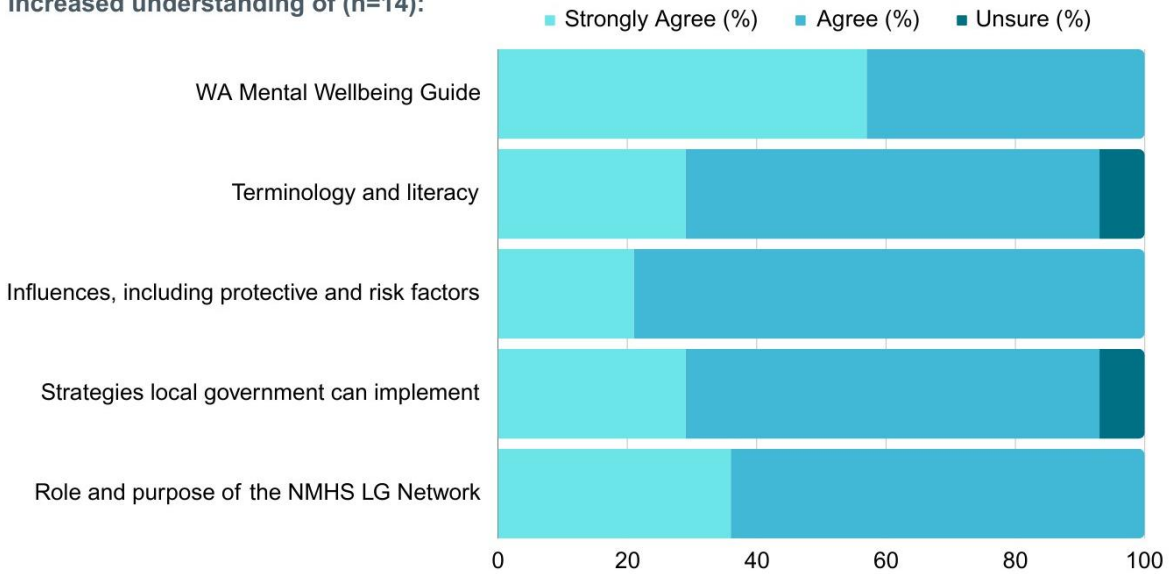 Increased understanding of (n=14):
Strongly Agree (%) Agree (%) Unsure (%)
WA Mental Wellbeing Guide
Terminology and literacy
Influences, including protective and risk factors
Strategies local government can implement
Role and purpose of the NMHS LG Network
0 20 40 60 80 100